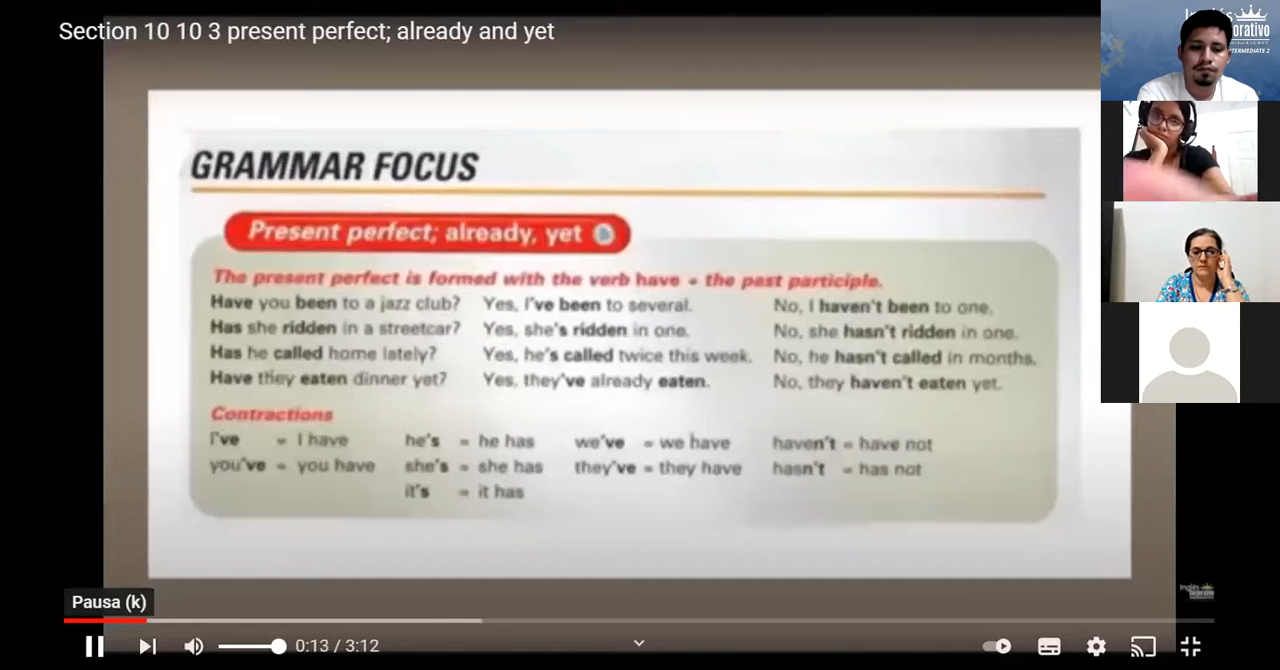 Section 10 10 3 present perfect; already and yet
Inglés
orativo
TERMEDIATE 2
GRAMMAR FOCUS
Present perfect; already, yet
The present perfect is formed with the verb have + the past participle.
Have you been to a jazz club? Yes, I've been to several. No, I haven't been to one.
Has she ridden in a streetcar? Yes, she's ridden in one. No, she hasn't ridden in one.
Has he called home lately? Yes, he's called twice this week. No, he hasn't called in months.
Have they eaten dinner yet? Yes, they've already eaten. No, they haven't eaten yet.
Contractions
I've = I have he's = he has we've = we have haven't = have not
you've = you have she's = she has they've = they have hasn't = has not
it's = it has
Inglés
Corporativo
Pausa (k)
0:13 / 3:12